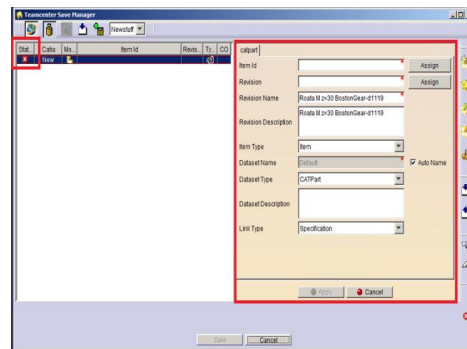 Teamcenter Save Manager
Newstuff
Stat... Catia Mo... Item Id Revis... Ty... CO
New
catpart
Item Id Assign
Revision Assign
Revision Name Roata M z=30 BostonGear-d1119
Revision Description Roata M z=30 BostonGear-d1119
Item Type Item
Dataset Name Default Auto Name
Dataset Type CATPart
Dataset Description
Link Type Specification
Apply Cancel
Save Cancel